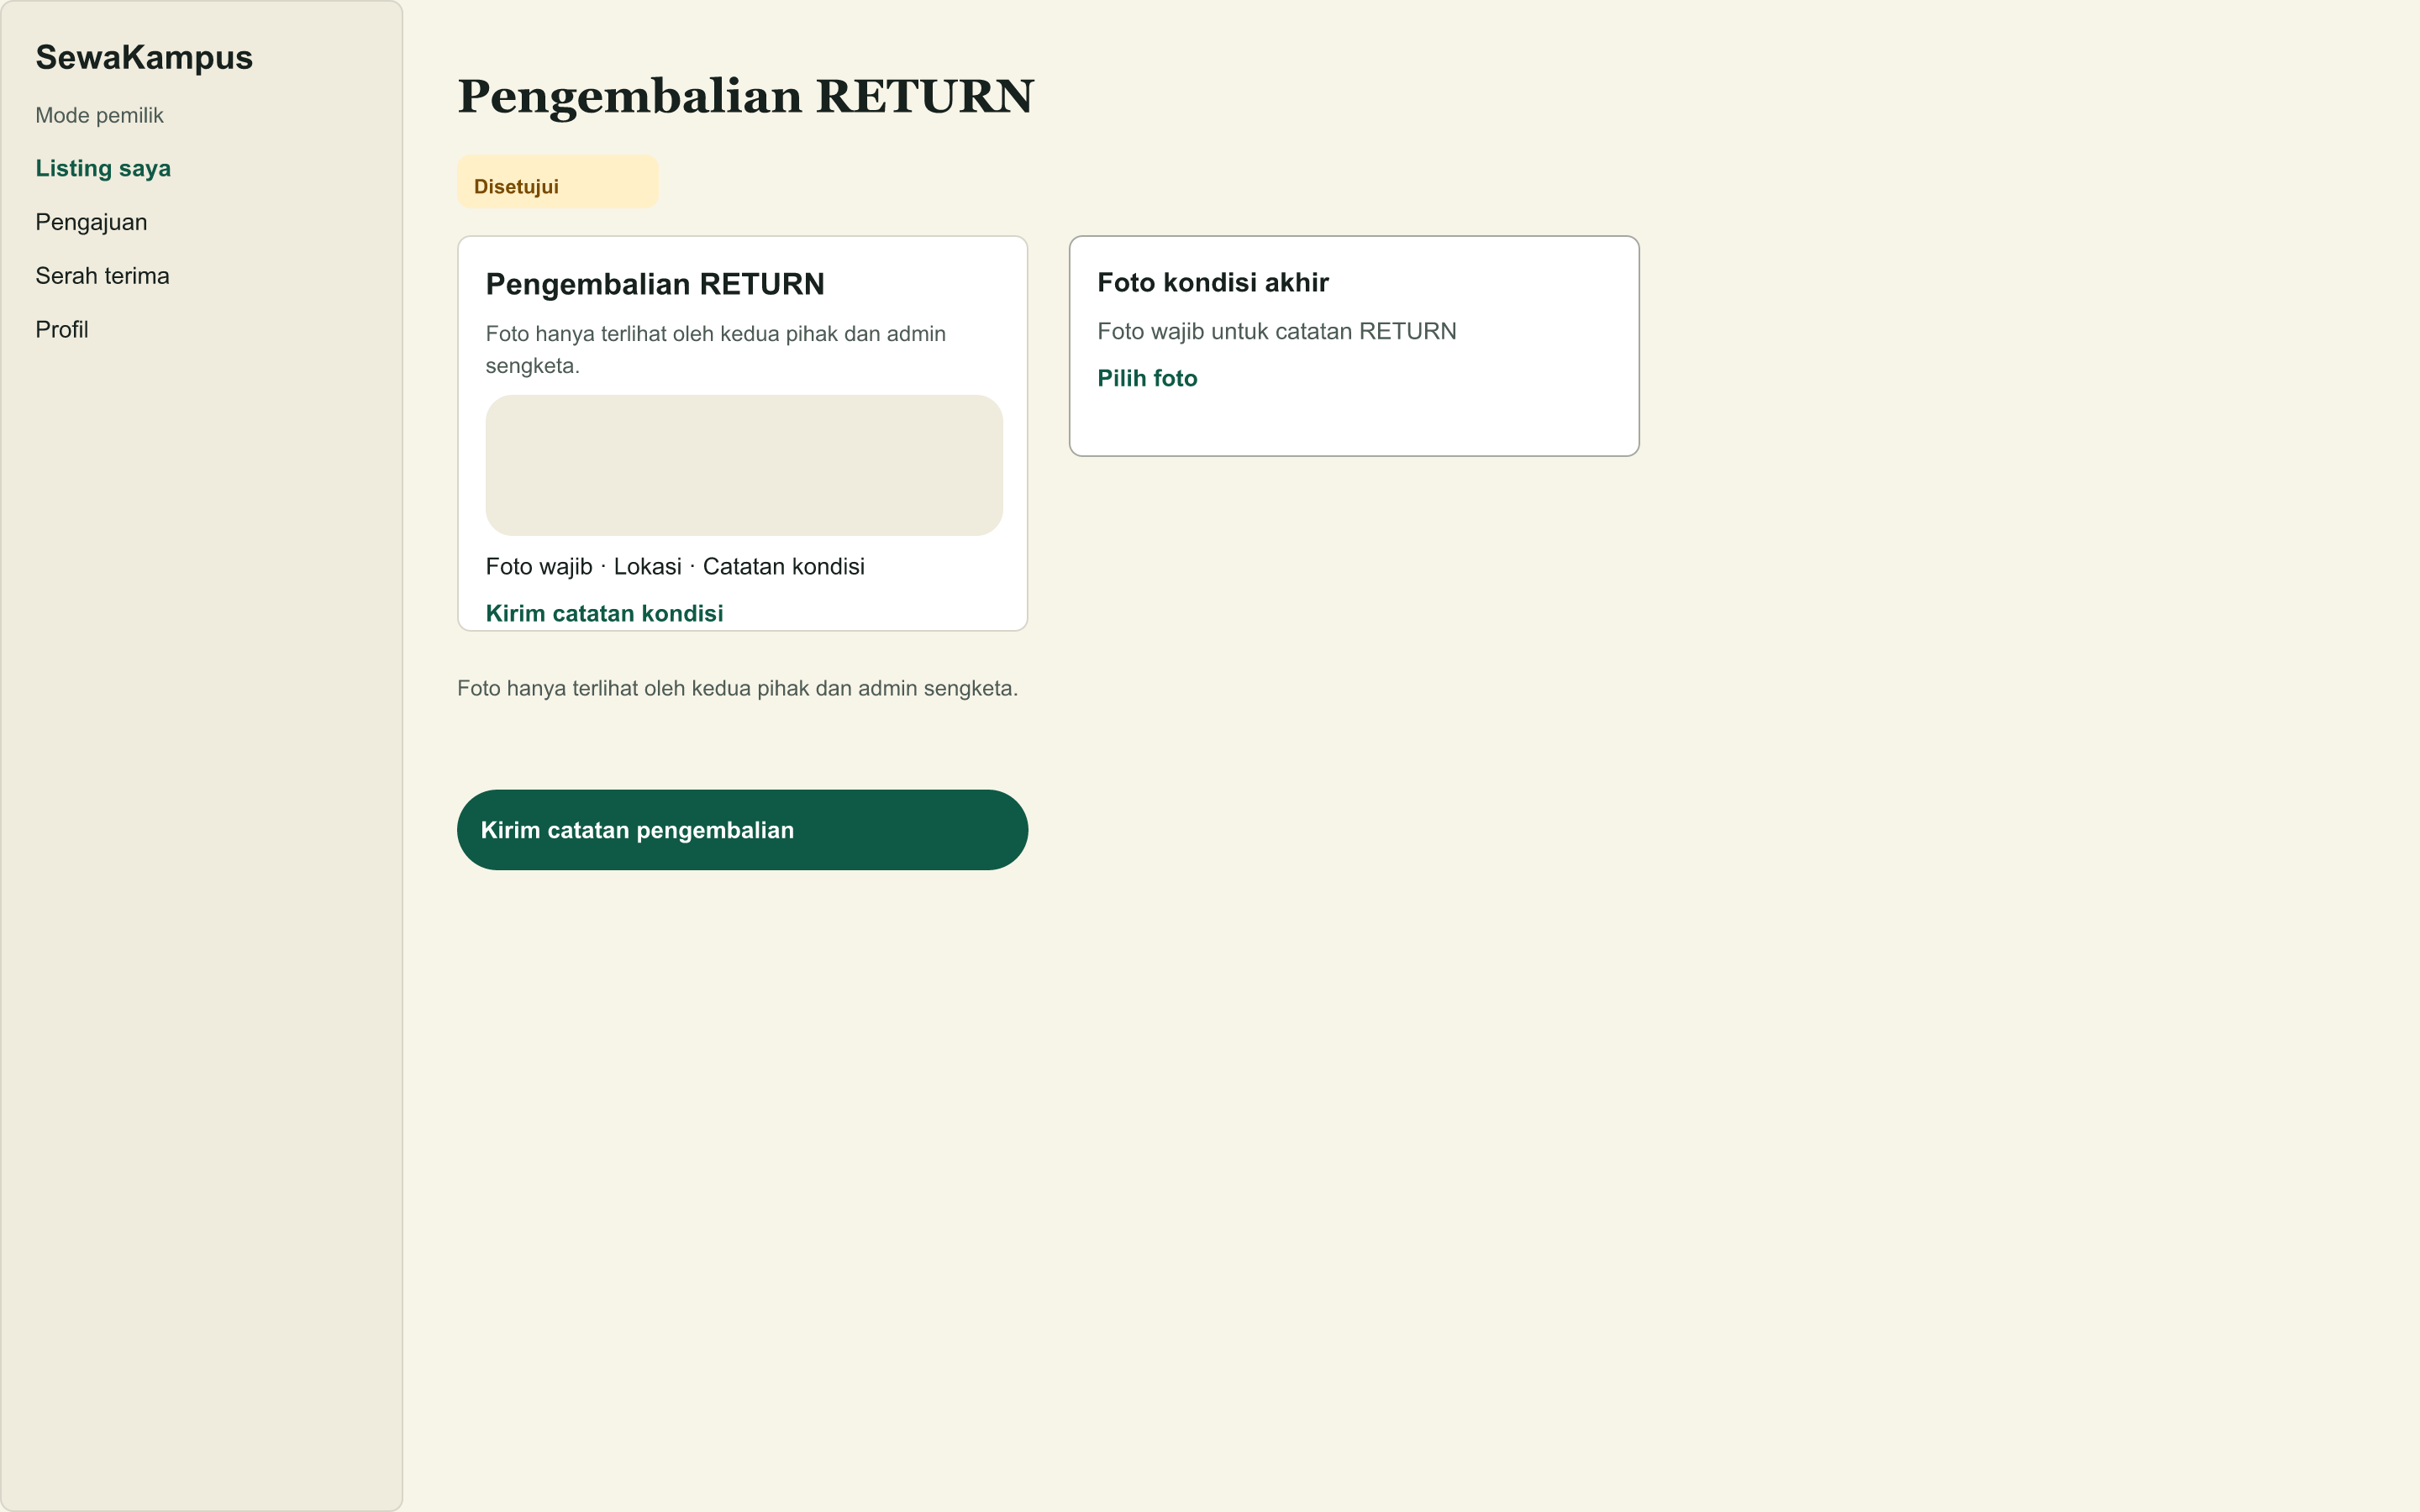 SewaKampus
Mode pemilik
Listing saya
Pengajuan
Serah terima
Profil
Pengembalian RETURN
Disetujui
Pengembalian RETURN
Foto hanya terlihat oleh kedua pihak dan admin
sengketa.
Foto wajib · Lokasi · Catatan kondisi
Kirim catatan kondisi
Foto kondisi akhir
Foto wajib untuk catatan RETURN
Pilih foto
Foto hanya terlihat oleh kedua pihak dan admin sengketa.
Kirim catatan pengembalian